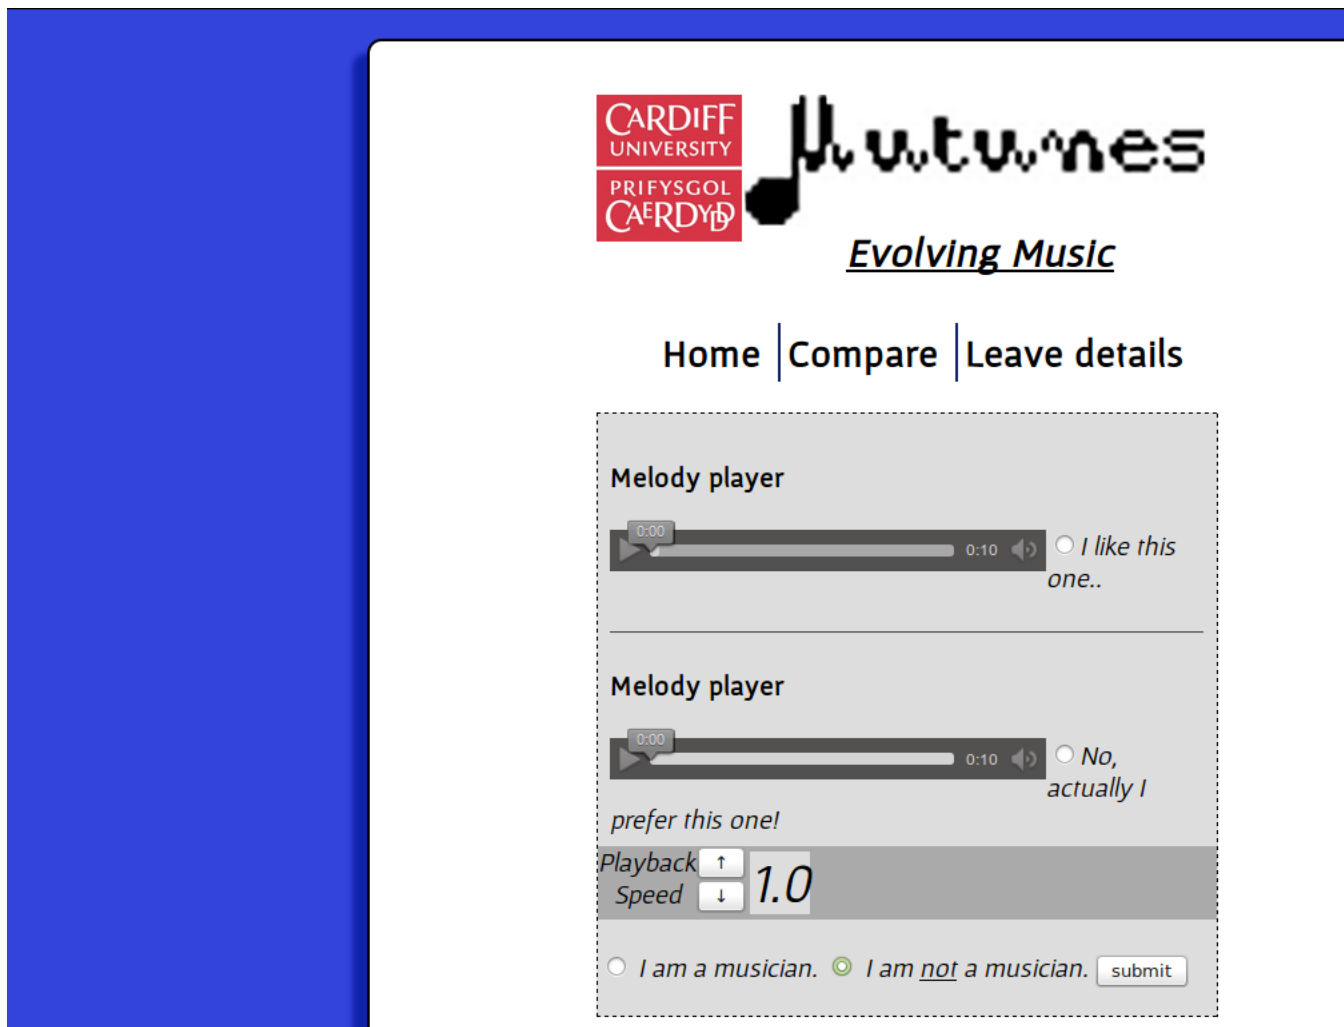 CARDIFF
UNIVERSITY
PRIFYSGOL
CAERDYDD
Mutunes
Evolving Music
Home Compare Leave details
Melody player
0:00
0:10 I like this
one..
Melody player
0:00
0:10 No,
actually I
prefer this one!
Playback ↑
Speed ↓ 1.0
I am a musician. I am not a musician. submit